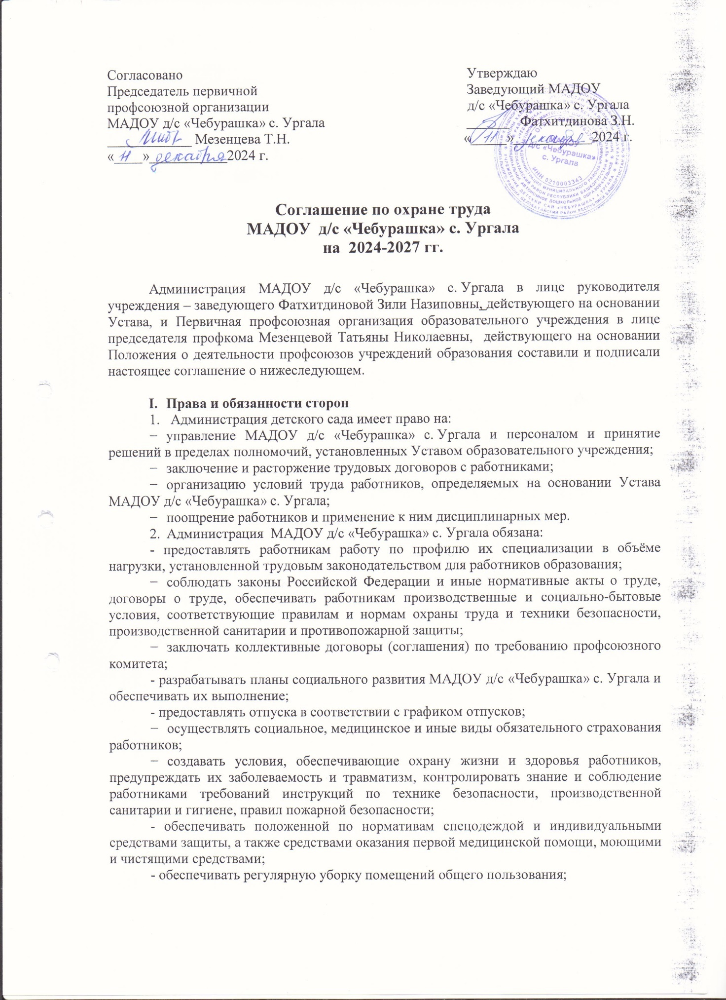 Согласовано
Председатель первичной
профсоюзной организации
МАДОУ д/с «Чебурашка» с. Ургала
Мезенцева Т.Н.
« 11 » декабря 2024 г.
Утверждаю
Заведующий МАДОУ
д/с «Чебурашка» с. Ургала
Фатхитдинова З.Н.
« 11 » декабря 2024 г.
МАДОУ
д/с «Чебурашка»
с. Ургала
ИНН 0210003343
Соглашение по охране труда
МАДОУ д/с «Чебурашка» с. Ургала
на 2024-2027 гг.
Администрация МАДОУ д/с «Чебурашка» с. Ургала в лице руководителя
учреждения – заведующего Фатхитдиновой Зили Назиповны, действующего на основании
Устава, и Первичная профсоюзная организация образовательного учреждения в лице
председателя профкома Мезенцевой Татьяны Николаевны, действующего на основании
Положения о деятельности профсоюзов учреждений образования составили и подписали
настоящее соглашение о нижеследующем.
I. Права и обязанности сторон
1. Администрация детского сада имеет право на:
− управление МАДОУ д/с «Чебурашка» с. Ургала и персоналом и принятие
решений в пределах полномочий, установленных Уставом образовательного учреждения;
− заключение и расторжение трудовых договоров с работниками;
− организацию условий труда работников, определяемых на основании Устава
МАДОУ д/с «Чебурашка» с. Ургала;
− поощрение работников и применение к ним дисциплинарных мер.
2. Администрация МАДОУ д/с «Чебурашка» с. Ургала обязана:
- предоставлять работникам работу по профилю их специализации в объёме
нагрузки, установленной трудовым законодательством для работников образования;
− соблюдать законы Российской Федерации и иные нормативные акты о труде,
договоры о труде, обеспечивать работникам производственные и социально-бытовые
условия, соответствующие правилам и нормам охраны труда и техники безопасности,
производственной санитарии и противопожарной защиты;
− заключать коллективные договоры (соглашения) по требованию профсоюзного
комитета;
- разрабатывать планы социального развития МАДОУ д/с «Чебурашка» с. Ургала и
обеспечивать их выполнение;
- предоставлять отпуска в соответствии с графиком отпусков;
− осуществлять социальное, медицинское и иные виды обязательного страхования
работников;
− создавать условия, обеспечивающие охрану жизни и здоровья работников,
предупреждать их заболеваемость и травматизм, контролировать знание и соблюдение
работниками требований инструкций по технике безопасности, производственной
санитарии и гигиене, правил пожарной безопасности;
- обеспечивать положенной по нормативам спецодеждой и индивидуальными
средствами защиты, а также средствами оказания первой медицинской помощи, моющими
и чистящими средствами;
- обеспечивать регулярную уборку помещений общего пользования;